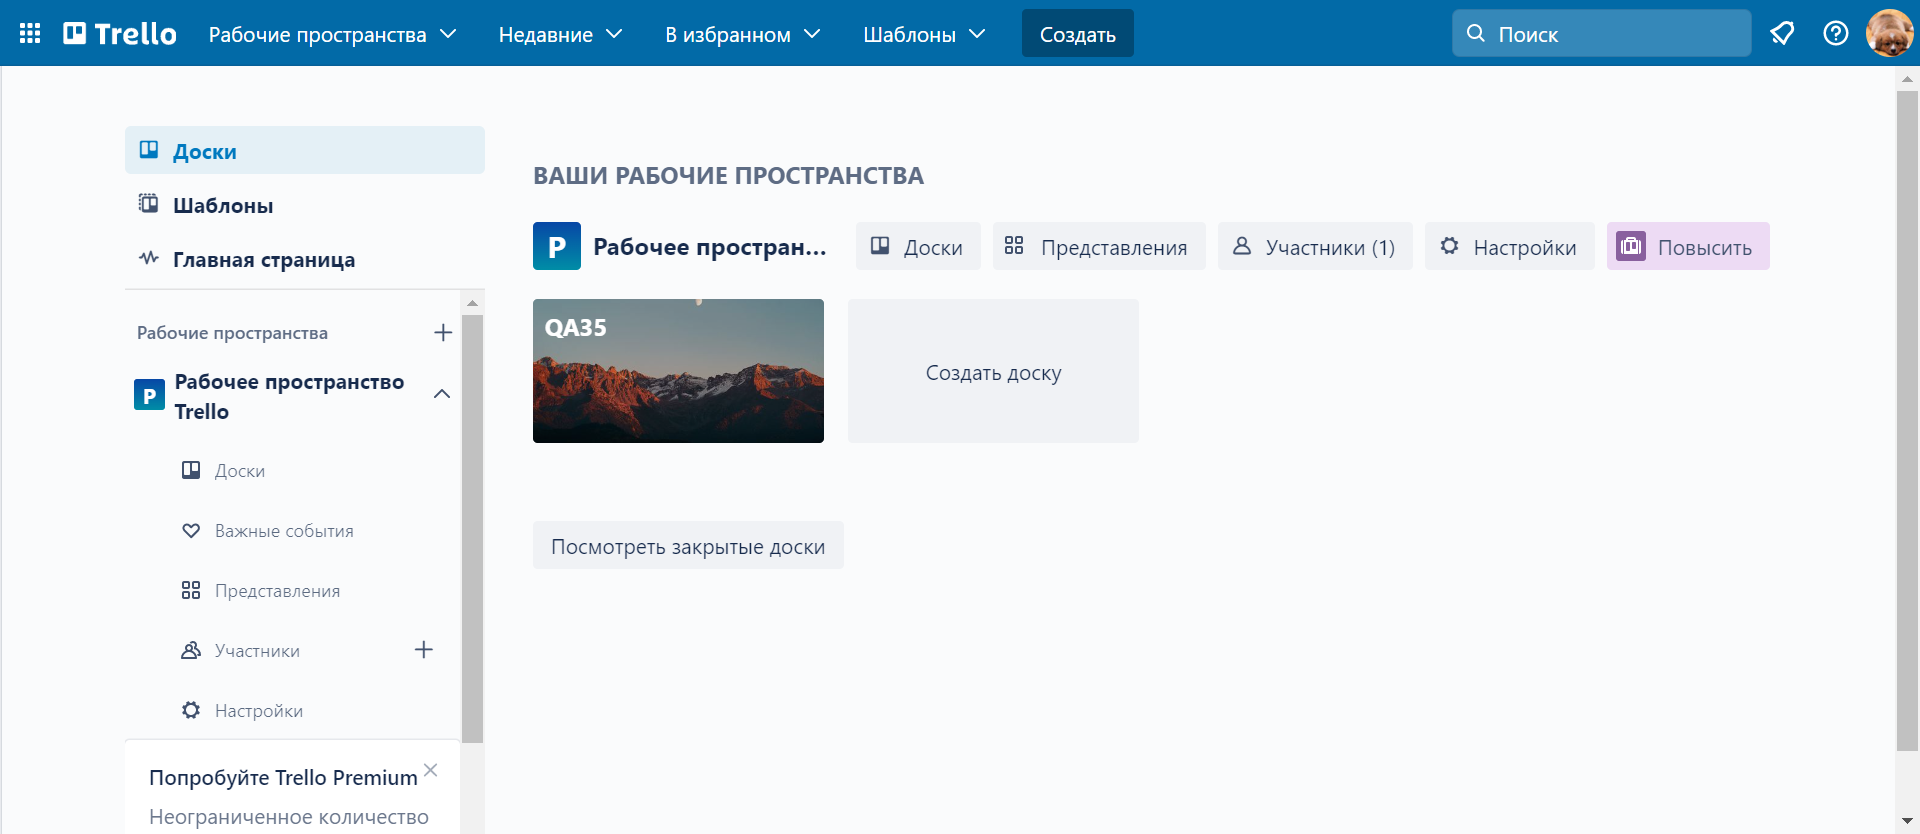 Trello
Рабочие пространства
Недавние
В избранном
Шаблоны
Создать
Поиск
Доски
Шаблоны
Главная страница
Рабочие пространства
Р
Рабочее пространство
Trello
Доски
Важные события
Представления
Участники
Настройки
Попробуйте Trello Premium
Неограниченное количество
ВАШИ РАБОЧИЕ ПРОСТРАНСТВА
Р
Рабочее простран...
Доски
Представления
Участники (1)
Настройки
Повысить
QA35
Создать доску
Посмотреть закрытые доски